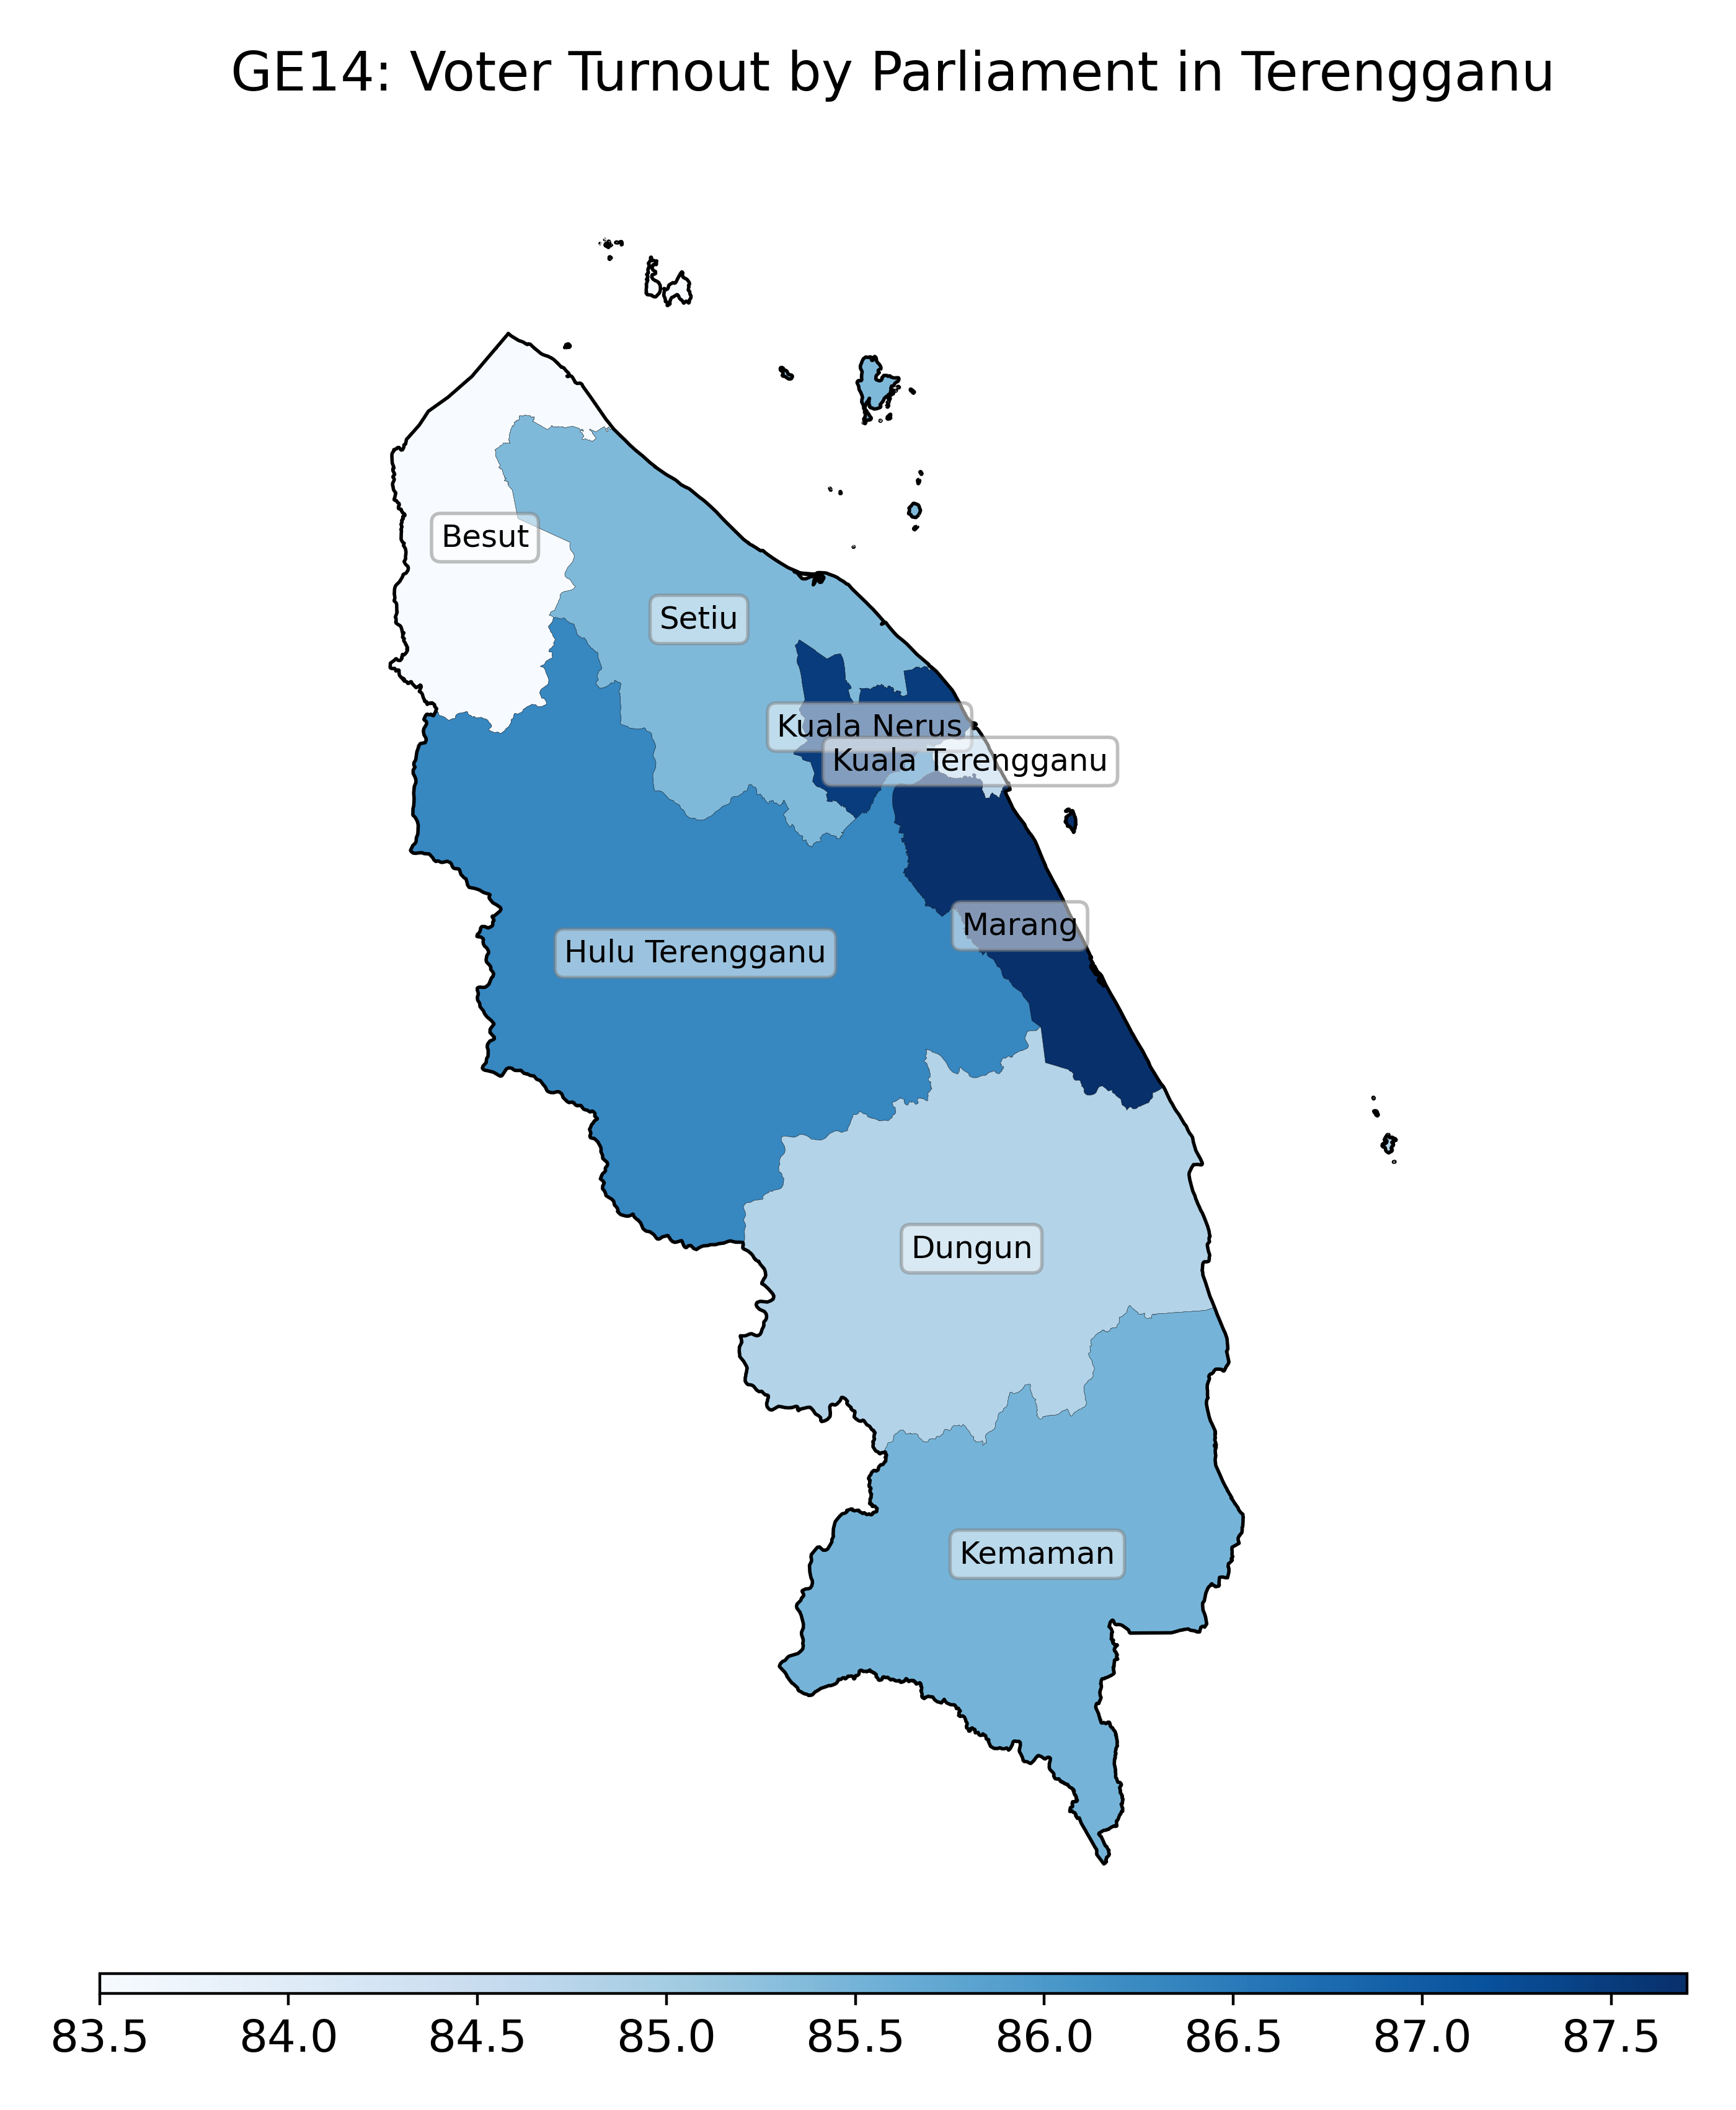 GE14: Voter Turnout by Parliament in Terengganu
Besut
Setiu
Kuala Nerus
Kuala Terengganu
Marang
Hulu Terengganu
Dungun
Kemaman
83.5 84.0 84.5 85.0 85.5 86.0 86.5 87.0 87.5